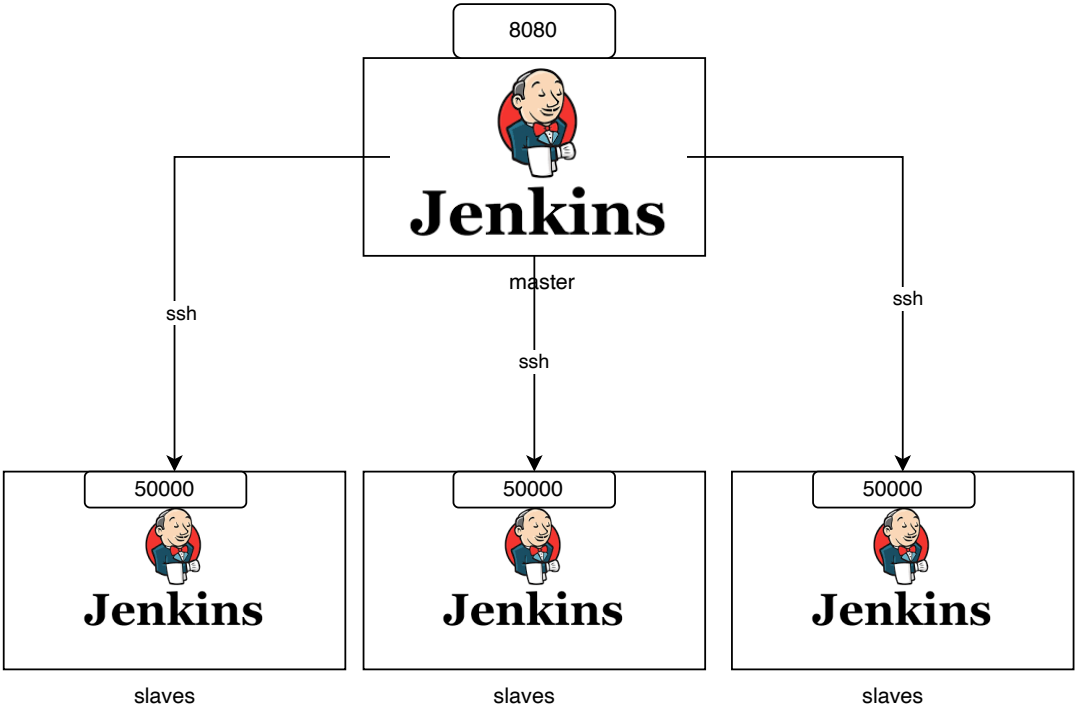 8080
Jenkins
master
ssh
ssh
ssh
50000
50000
50000
Jenkins
Jenkins
Jenkins
slaves
slaves
slaves